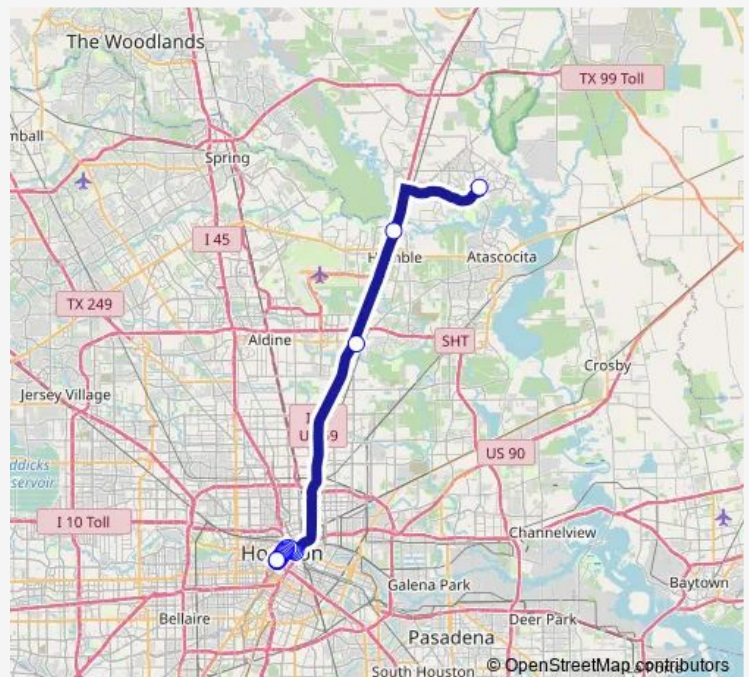 The Woodlands
TX 99 Toll
Spring
I 45
Atascocita
TX 249
Aldine
SHT
Crosby
Jersey Village
US 90
I 10 Toll
Channelview
Galena Park
Baytown
Bellaire
Deer Park
Pasadena
South Houston
© OpenStreetMap contributors